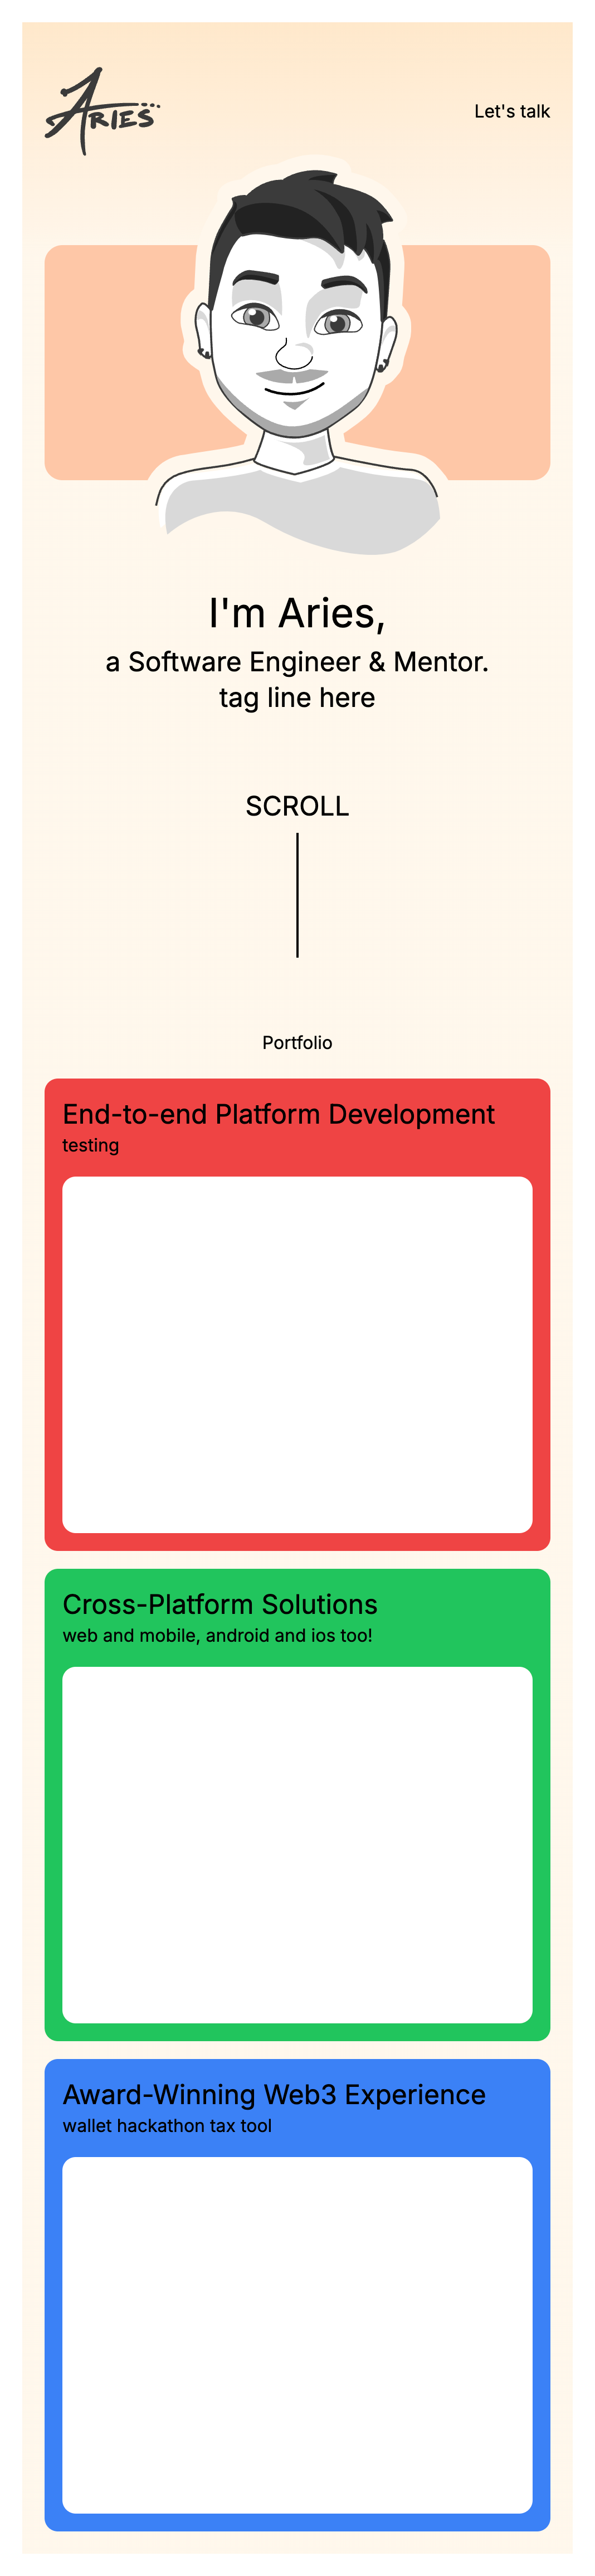 ARIES
Let's talk
I'm Aries,
a Software Engineer & Mentor.
tag line here
SCROLL
Portfolio
End-to-end Platform Development
testing
Cross-Platform Solutions
web and mobile, android and ios too!
Award-Winning Web3 Experience
wallet hackathon tax tool